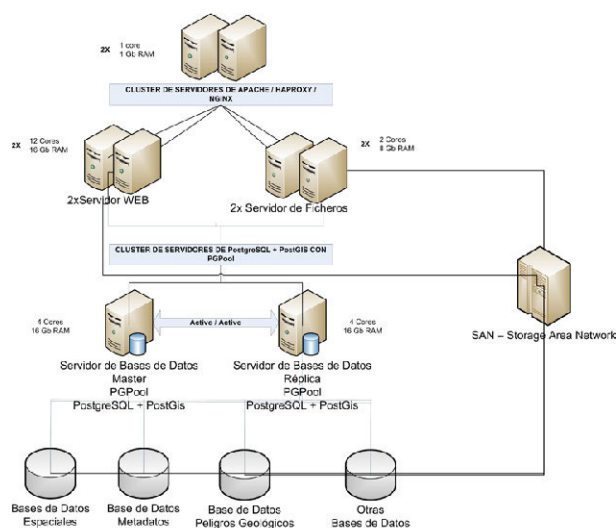 2X
1 core
1 Gb RAM
CLUSTER DE SERVIDORES DE APACHE / HAPROXY /
NGINX
2X
12 Cores
16 Gb RAM
2X
2 Cores
8 Gb RAM
2xServidor WEB
2x Servidor de Ficheros
CLUSTER DE SERVIDORES DE PostgreSQL + PostGIS CON
PGPool
SAN – Storage Area Network
4 Cores
16 Gb RAM
Activo / Activo
4 Cores
16 Gb RAM
Servidor de Bases de Datos
Master
PGPool
PostgreSQL + PostGis
Servidor de Bases de Datos
Réplica
PGPool
PostgreSQL + PostGis
Bases de Datos
Espaciales
Base de Datos
Metadatos
Base de Datos
Peligros Geológicos
Otras
Bases de Datos